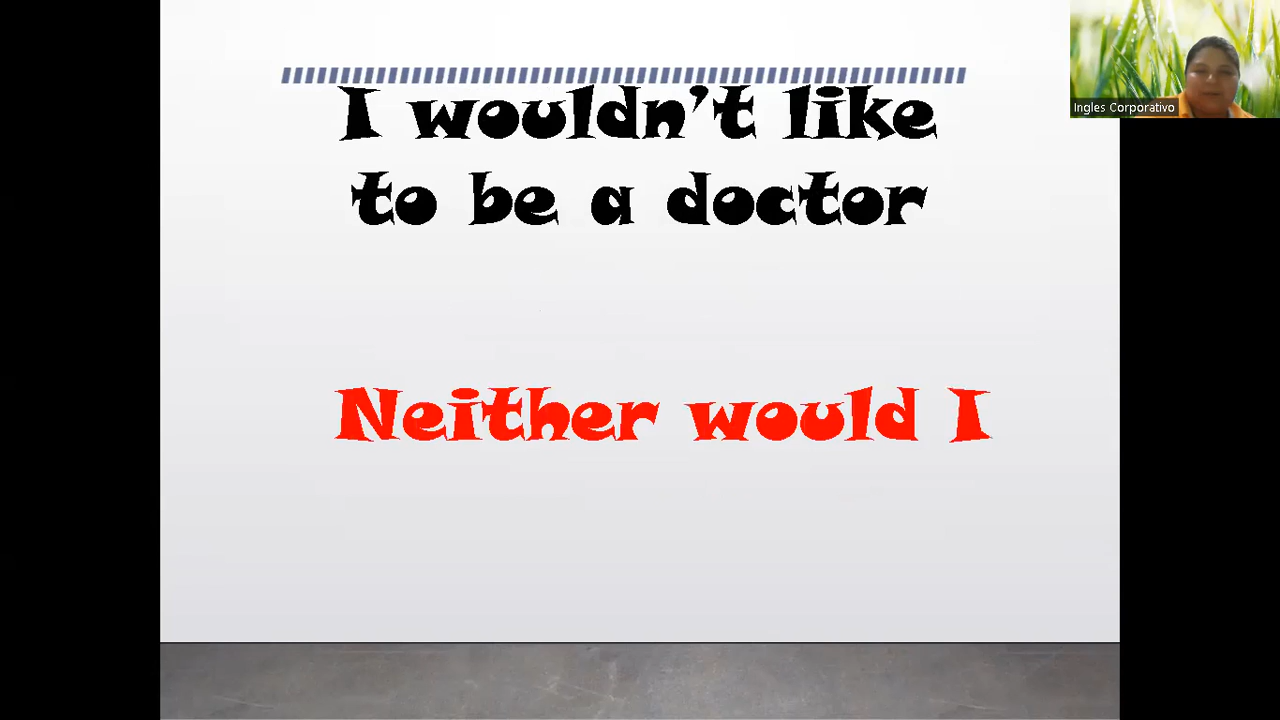 I wouldn't like
to be a doctor
Neither would I
Ingles Corporativo